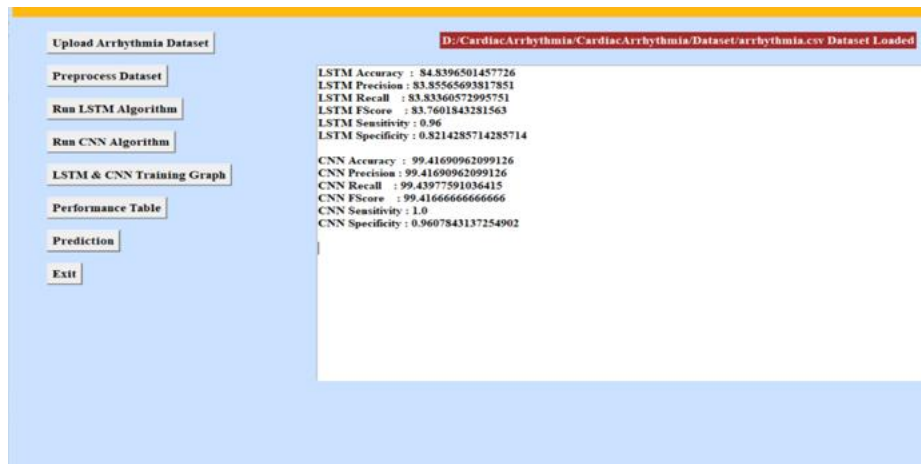 Upload Arrhythmia Dataset
D:/CardiacArrhythmia/CardiacArrhythmia/Dataset/arrhythmia.csv Dataset Loaded
Preprocess Dataset
Run LSTM Algorithm
Run CNN Algorithm
LSTM & CNN Training Graph
Performance Table
Prediction
Exit
LSTM Accuracy : 84.8396501457726
LSTM Precision : 83.85565693817851
LSTM Recall : 83.83360572995751
LSTM FScore : 83.7601843281563
LSTM Sensitivity : 0.96
LSTM Specificity : 0.8214285714285714
CNN Accuracy : 99.41690962099126
CNN Precision : 99.41690962099126
CNN Recall : 99.43977591036415
CNN FScore : 99.41666666666666
CNN Sensitivity : 1.0
CNN Specificity : 0.9607843137254902